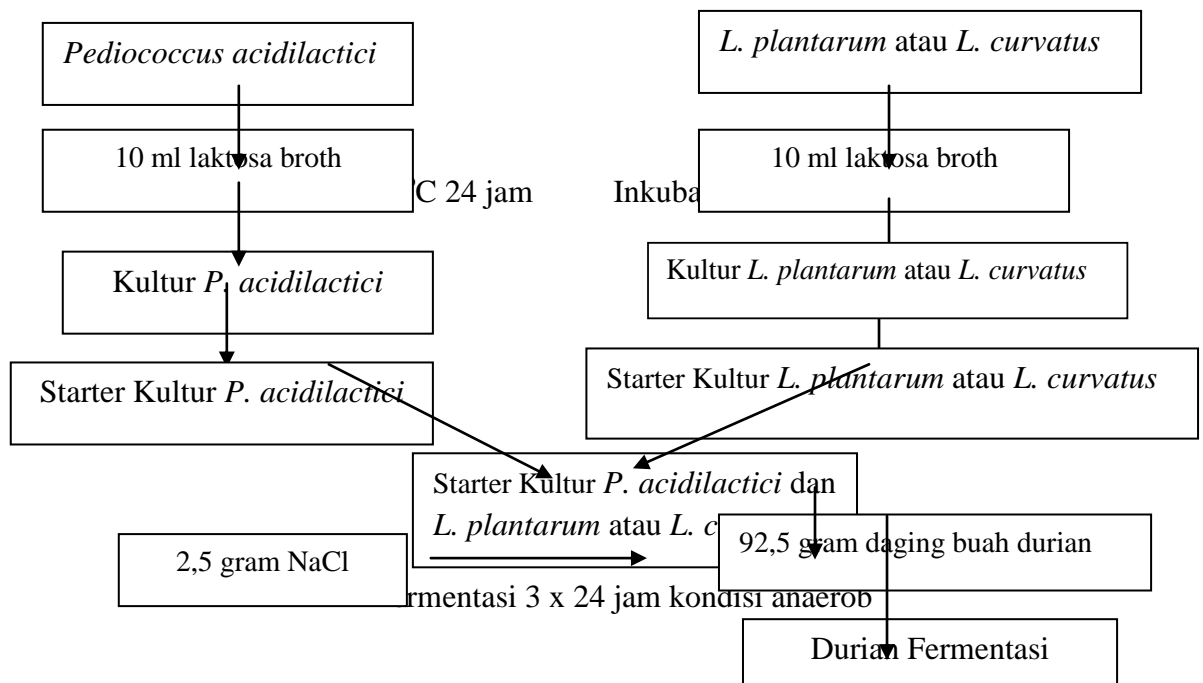 Pediococcus acidilactici
L. plantarum atau L. curvatus
10 ml laktosa broth
10 ml laktosa broth
°C 24 jam
Kultur P. acidilactici
Kultur L. plantarum atau L. curvatus
Starter Kultur P. acidilactici
Starter Kultur L. plantarum atau L. curvatus
Starter Kultur P. acidilactici dan
L. plantarum atau L.
2,5 gram NaCl
92,5 gram daging buah durian
3 x 24 jam kondisi anaerob
Durian Fermentasi